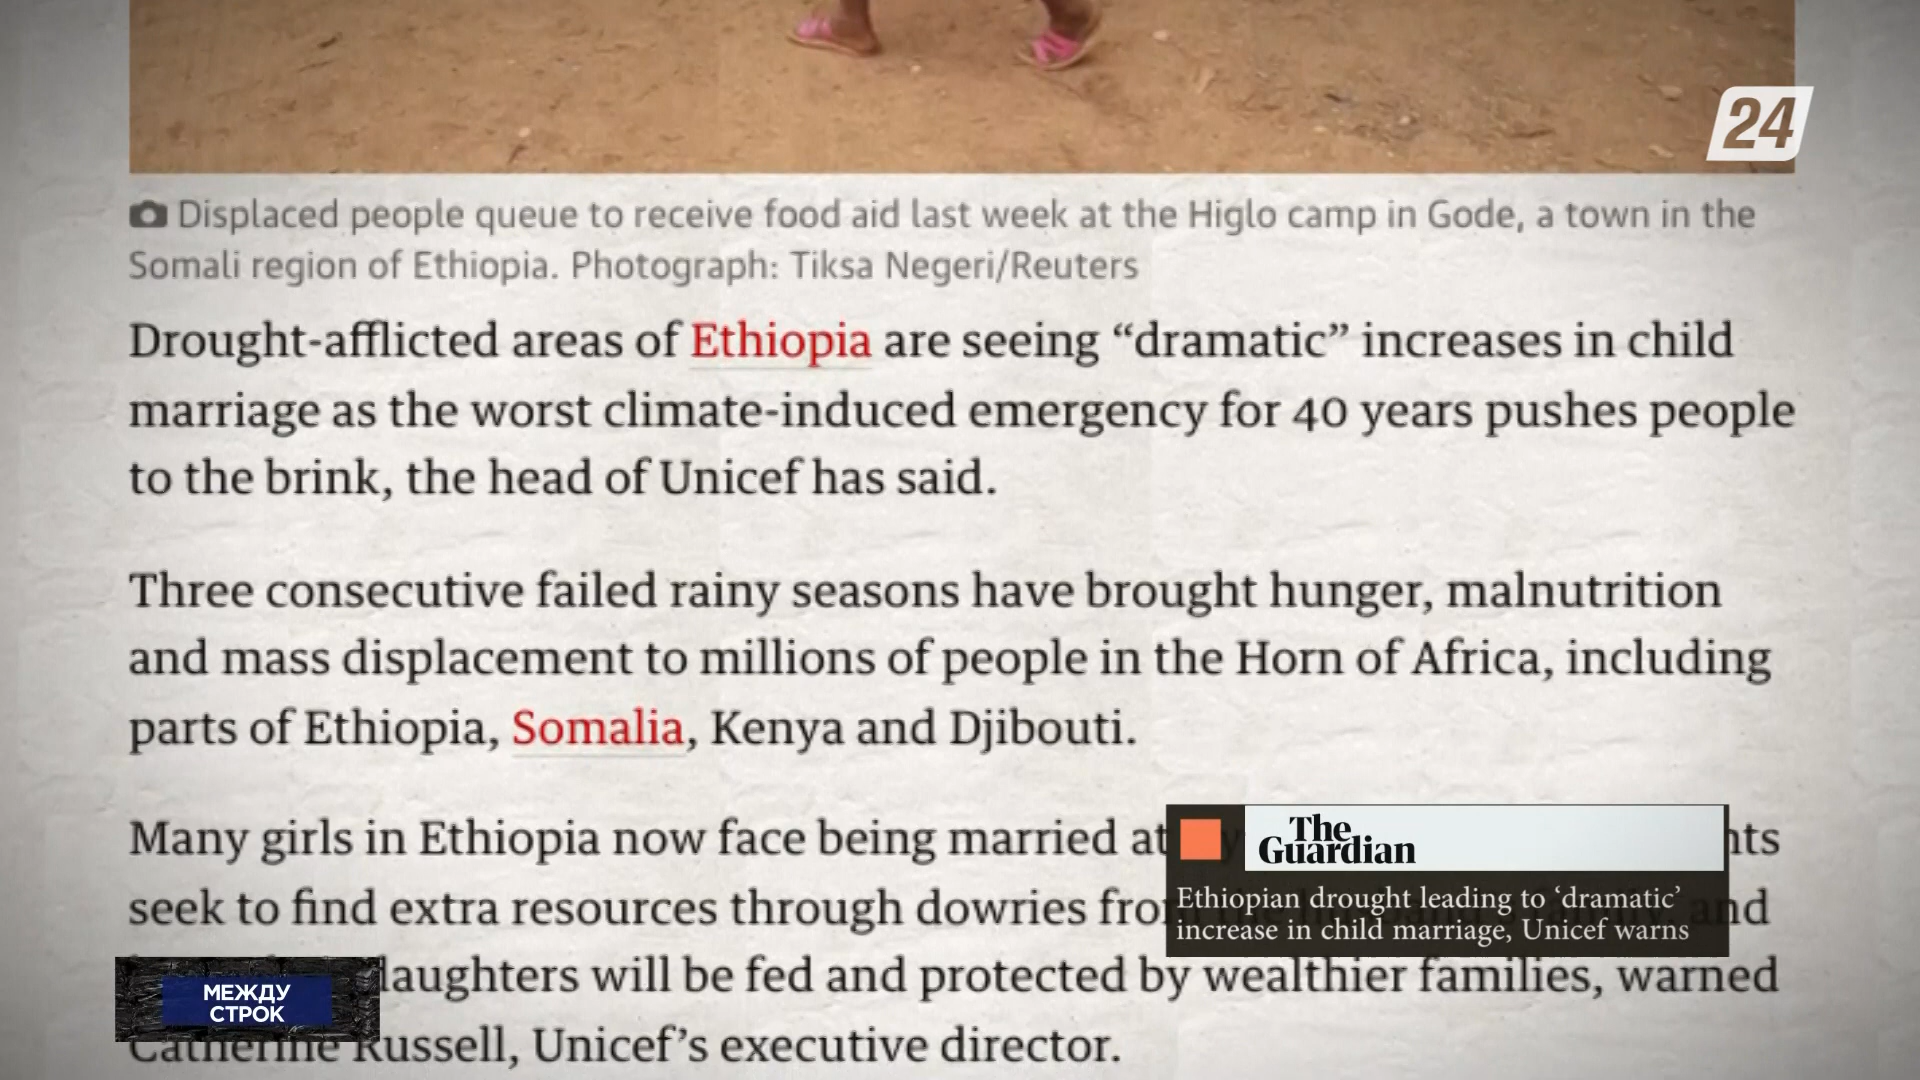 24
Displaced people queue to receive food aid last week at the Higlo camp in Gode, a town in the
Somali region of Ethiopia. Photograph: Tiksa Negeri/Reuters
Drought-afflicted areas of Ethiopia are seeing “dramatic” increases in child
marriage as the worst climate-induced emergency for 40 years pushes people
to the brink, the head of Unicef has said.
Three consecutive failed rainy seasons have brought hunger, malnutrition
and mass displacement to millions of people in the Horn of Africa, including
parts of Ethiopia, Somalia, Kenya and Djibouti.
Many girls in Ethiopia now face being married at
seek to find extra resources through dowries from and
daughters will be fed and protected by wealthier families, warned
Catherine Russell, Unicef’s executive director.
The
Guardian
Ethiopian drought leading to ‘dramatic’
increase in child marriage, Unicef warns
МЕЖДУ
СТРОК